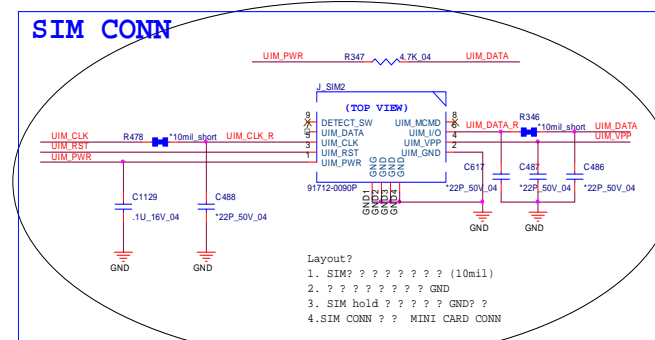 SIM CONN
UIM_PWR R347 4.7K_04 UIM_DATA
J_SIM2
(TOP VIEW)
9 DETECT_SW UIM_MCMD 8
UIM_DATA UIM_I/O UIM_DATA_R R346 *10mil_short UIM_DATA
UIM_CLK R478 *10mil_short UIM_CLK_R 5 UIM_CLK UIM_VPP 4 UIM_VPP
UIM_RST 3 UIM_RST UIM_GND 2
UIM_PWR 1 UIM_PWR
GNG GND GND GND
91712-0090P
GND1 GND2 GND3 GND4
C617 C487 C486
*22P_50V_04 *22P_50V_04 *22P_50V_04
C1129 C488
.1U_16V_04 *22P_50V_04
GND GND
GND GND
Layout?
1. SIM? ? ? ? ? ? ? (10mil)
2. ? ? ? ? ? ? ? ? GND
3. SIM hold ? ? ? ? ? GND? ?
4.SIM CONN ? ? MINI CARD CONN